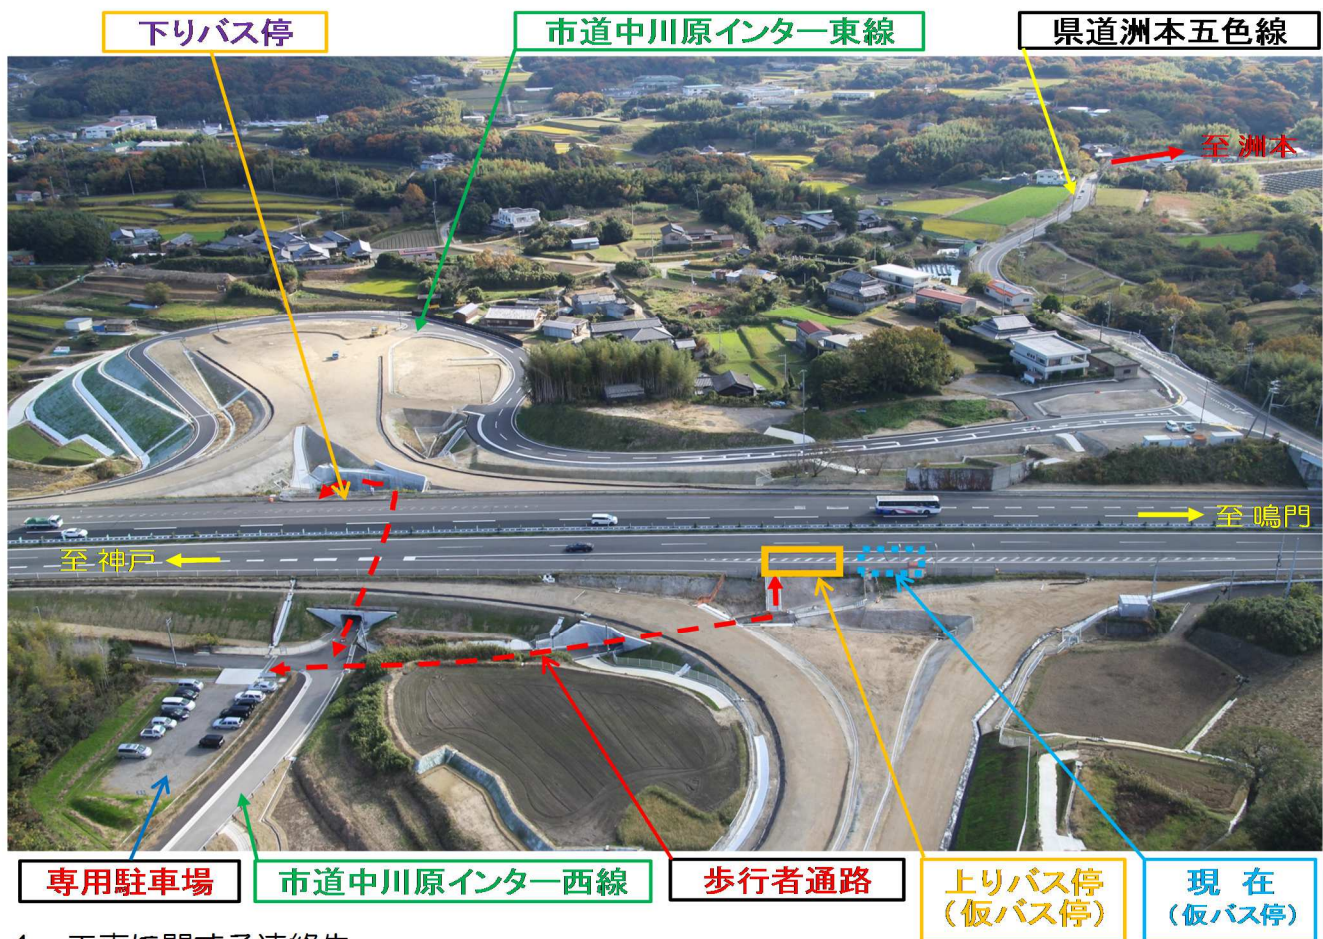 下りバス停
市道中川原インター東線
県道洲本五色線
至 洲本
至 鳴門
至 神戸
専用駐車場
市道中川原インター西線
歩行者通路
上りバス停
（仮バス停）
現 在
（仮バス停）